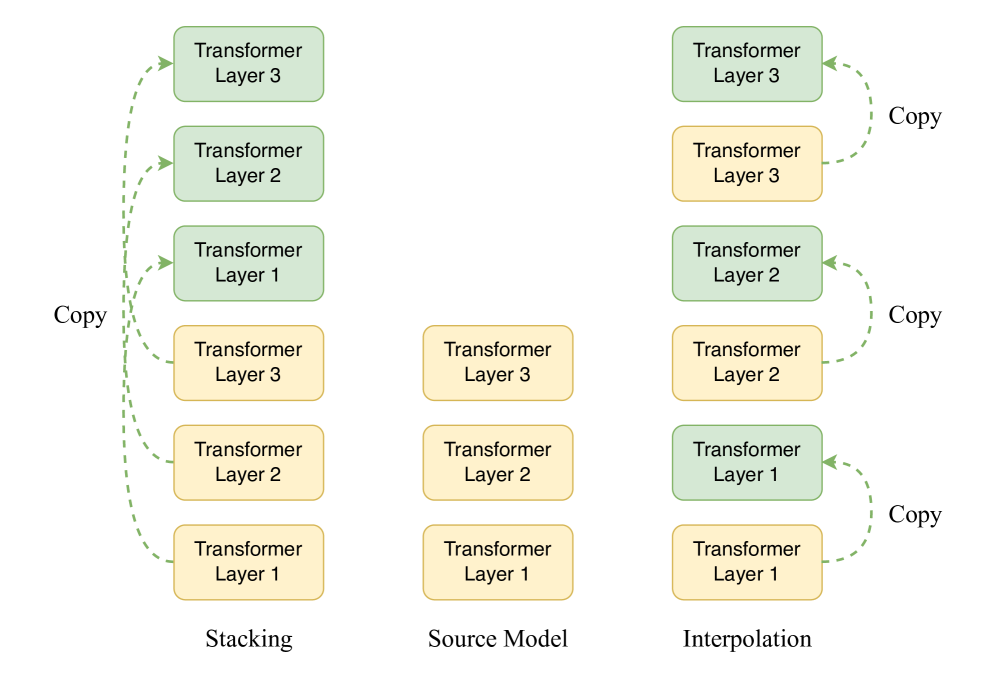 Transformer
Layer 3
Transformer
Layer 2
Transformer
Layer 1
Transformer
Layer 3
Transformer
Layer 2
Transformer
Layer 1
Copy
Stacking
Transformer
Layer 3
Transformer
Layer 2
Transformer
Layer 1
Source Model
Transformer
Layer 3
Transformer
Layer 3
Transformer
Layer 2
Transformer
Layer 2
Transformer
Layer 1
Transformer
Layer 1
Copy
Copy
Copy
Interpolation